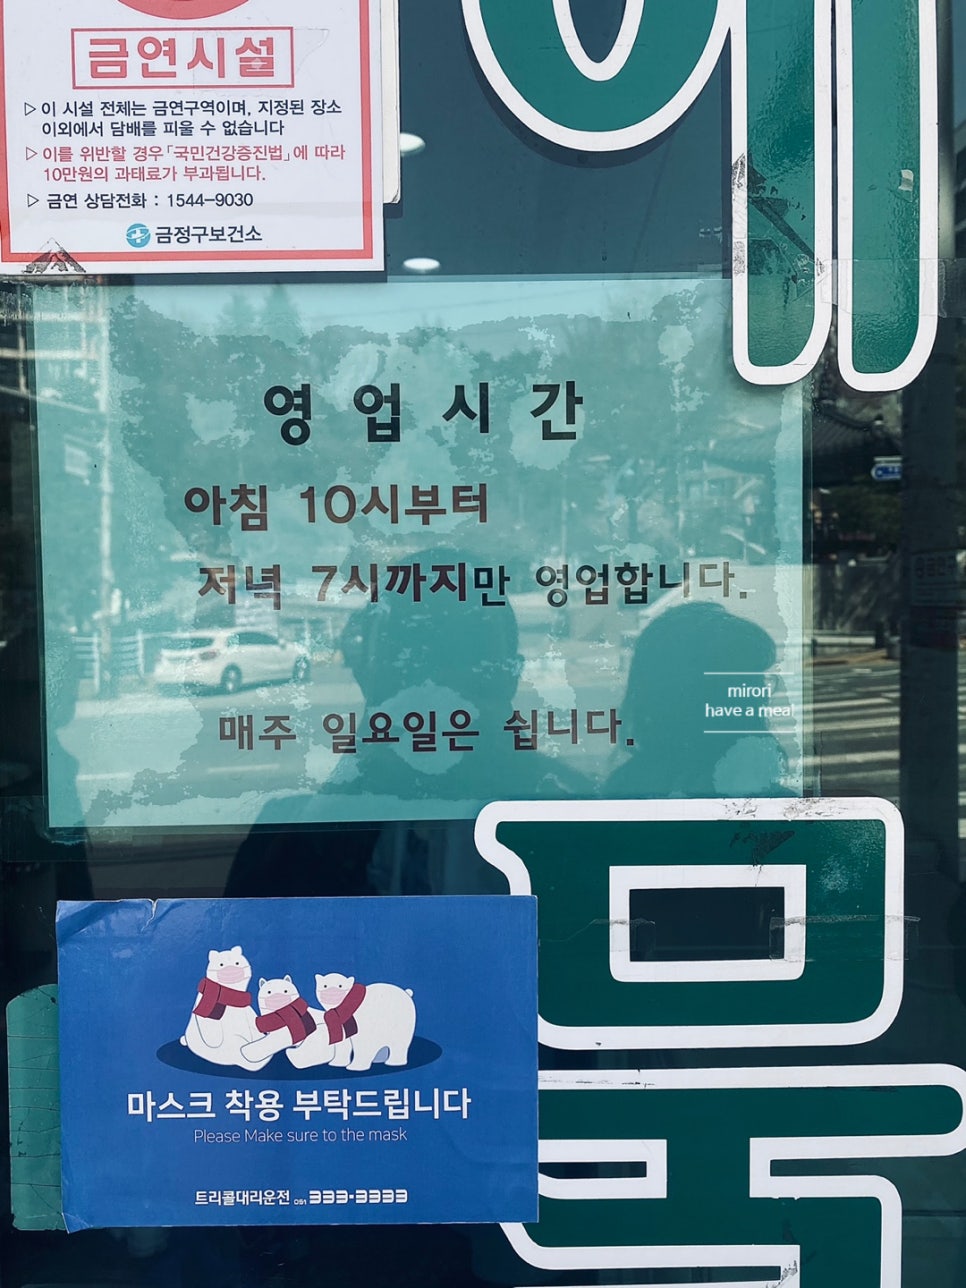 금연시설
▷ 이 시설 전체는 금연구역이며, 지정된 장소
이외에서 담배를 피울 수 없습니다
▷ 이를 위반할 경우「국민건강증진법」에 따라
10만원의 과태료가 부과됩니다.
▷ 금연 상담전화 : 1544-9030
금정구보건소
영업시간
아침 10시부터
저녁 7시까지만 영업합니다.
매주 일요일은 쉽니다.
mirori
have a meal
마스크 착용 부탁드립니다
Please Make sure to the mask
트리콜대리운전 051 333-3333